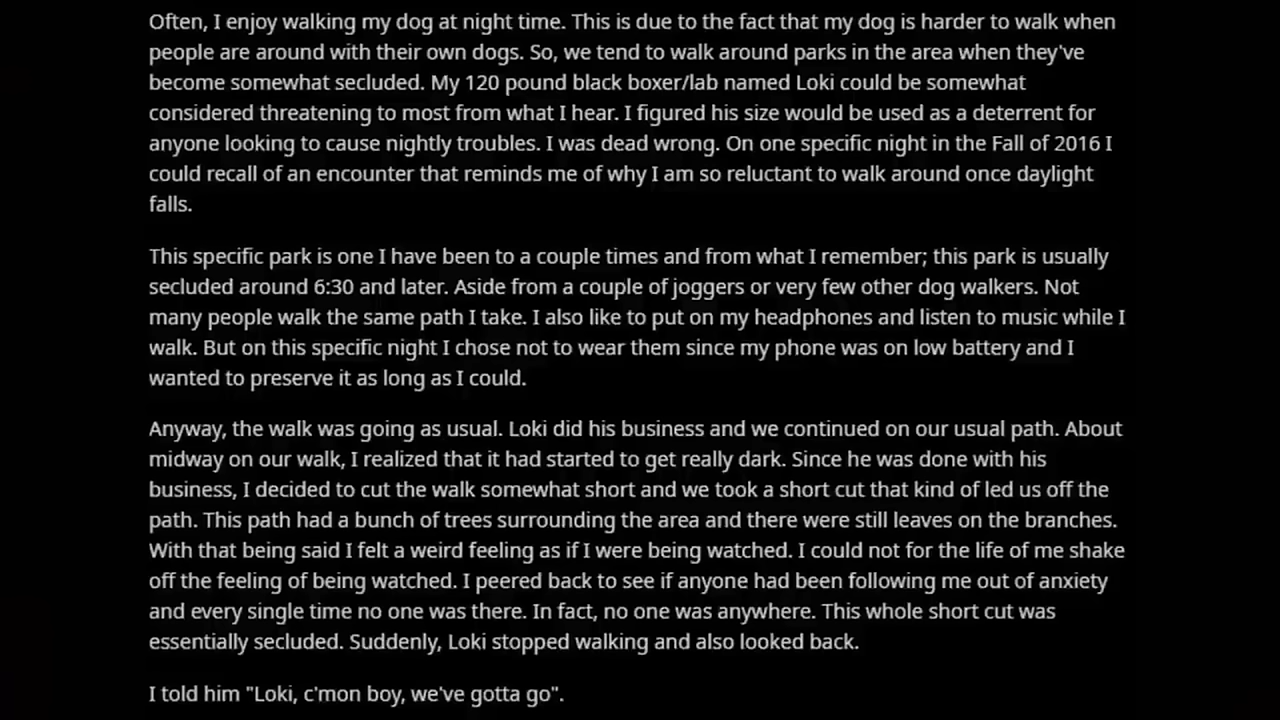 Often, I enjoy walking my dog at night time. This is due to the fact that my dog is harder to walk when
people are around with their own dogs. So, we tend to walk around parks in the area when they've
become somewhat secluded. My 120 pound black boxer/lab named Loki could be somewhat
considered threatening to most from what I hear. I figured his size would be used as a deterrent for
anyone looking to cause nightly troubles. I was dead wrong. On one specific night in the Fall of 2016 I
could recall of an encounter that reminds me of why I am so reluctant to walk around once daylight
falls.
This specific park is one I have been to a couple times and from what I remember; this park is usually
secluded around 6:30 and later. Aside from a couple of joggers or very few other dog walkers. Not
many people walk the same path I take. I also like to put on my headphones and listen to music while I
walk. But on this specific night I chose not to wear them since my phone was on low battery and I
wanted to preserve it as long as I could.
Anyway, the walk was going as usual. Loki did his business and we continued on our usual path. About
midway on our walk, I realized that it had started to get really dark. Since he was done with his
business, I decided to cut the walk somewhat short and we took a short cut that kind of led us off the
path. This path had a bunch of trees surrounding the area and there were still leaves on the branches.
With that being said I felt a weird feeling as if I were being watched. I could not for the life of me shake
off the feeling of being watched. I peered back to see if anyone had been following me out of anxiety
and every single time no one was there. In fact, no one was anywhere. This whole short cut was
essentially secluded. Suddenly, Loki stopped walking and also looked back.
I told him "Loki, c'mon boy, we've gotta go".